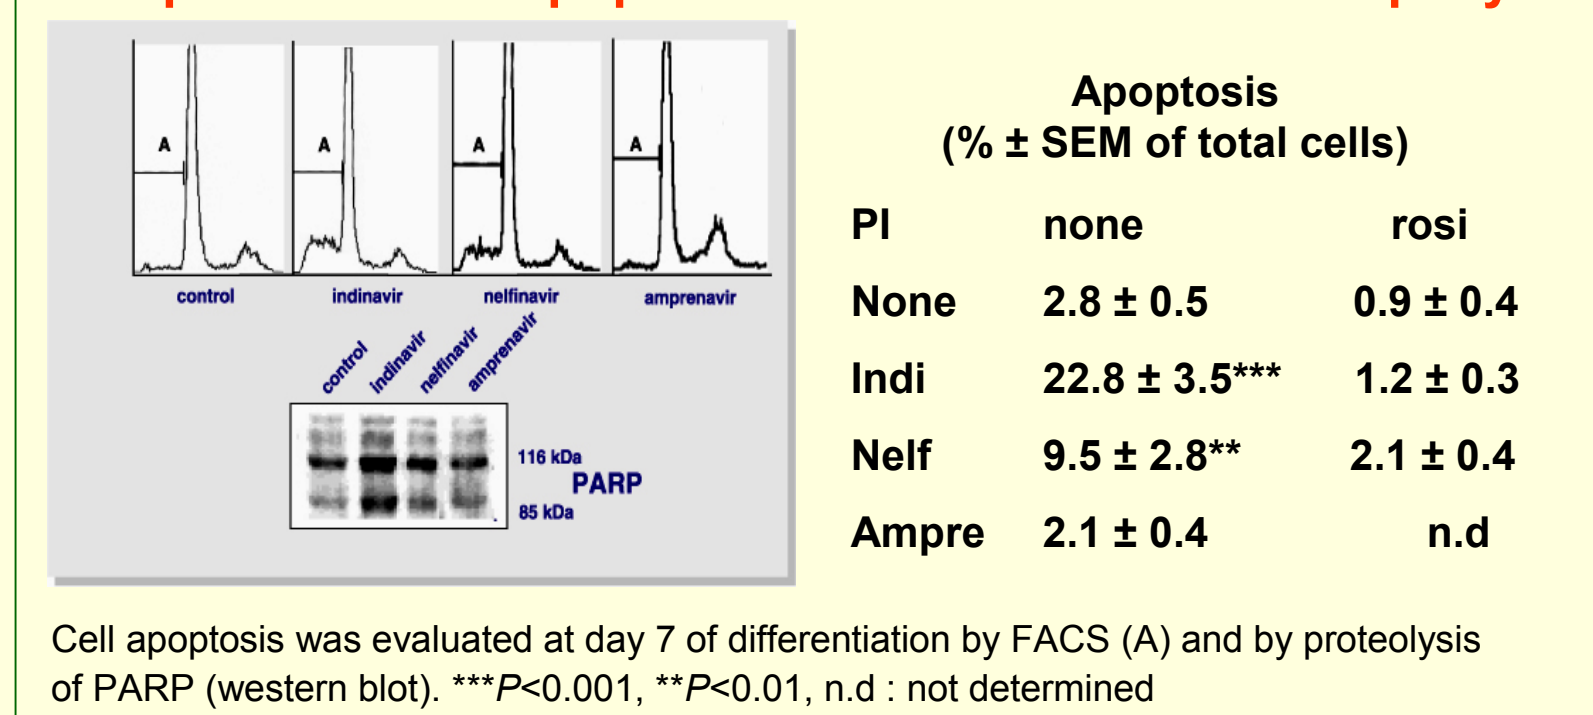 A
A
A
A
control
indinavir
nelfinavir
amprenavir
control
indinavir
nelfinavir
amprenavir
116 kDa
PARP
85 kDa
Apoptosis
(% ± SEM of total cells)
PI none rosi
None 2.8 ± 0.5 0.9 ± 0.4
Indi 22.8 ± 3.5*** 1.2 ± 0.3
Nelf 9.5 ± 2.8** 2.1 ± 0.4
Ampre 2.1 ± 0.4 n.d
Cell apoptosis was evaluated at day 7 of differentiation by FACS (A) and by proteolysis
of PARP (western blot). ***P<0.001, **P<0.01, n.d : not determined